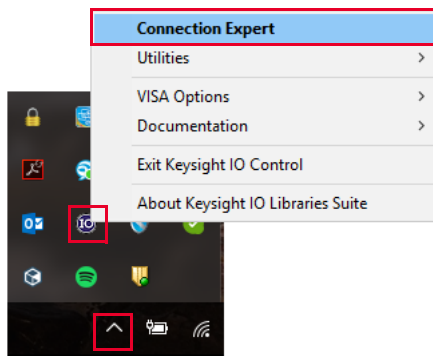 Connection Expert
Utilities
VISA Options
Documentation
Exit Keysight IO Control
About Keysight IO Libraries Suite
IO